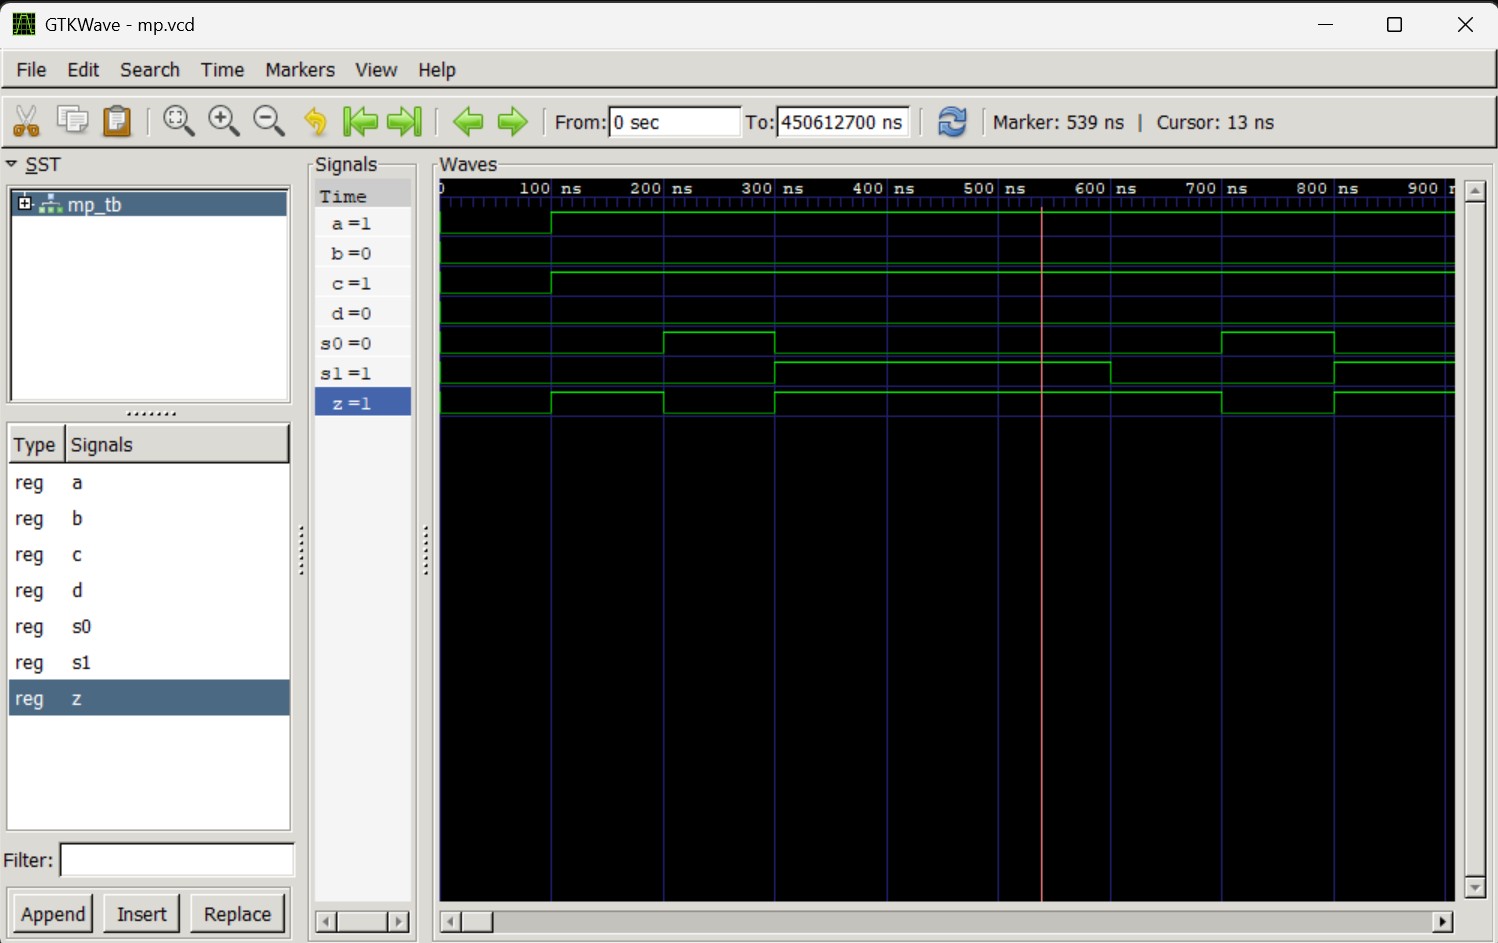 GTKWave - mp.vcd
File Edit Search Time Markers View Help
From: 0 sec To: 450612700 ns Marker: 539 ns | Cursor: 13 ns
SST
mp_tb
Type Signals
reg a
reg b
reg c
reg d
reg s0
reg s1
reg z
Filter:
Append Insert Replace
Signals
Time
a=1
b=0
c=1
d=0
s0=0
s1=1
z=1
Waves
0 100 ns 200 ns 300 ns 400 ns 500 ns 600 ns 700 ns 800 ns 900 n